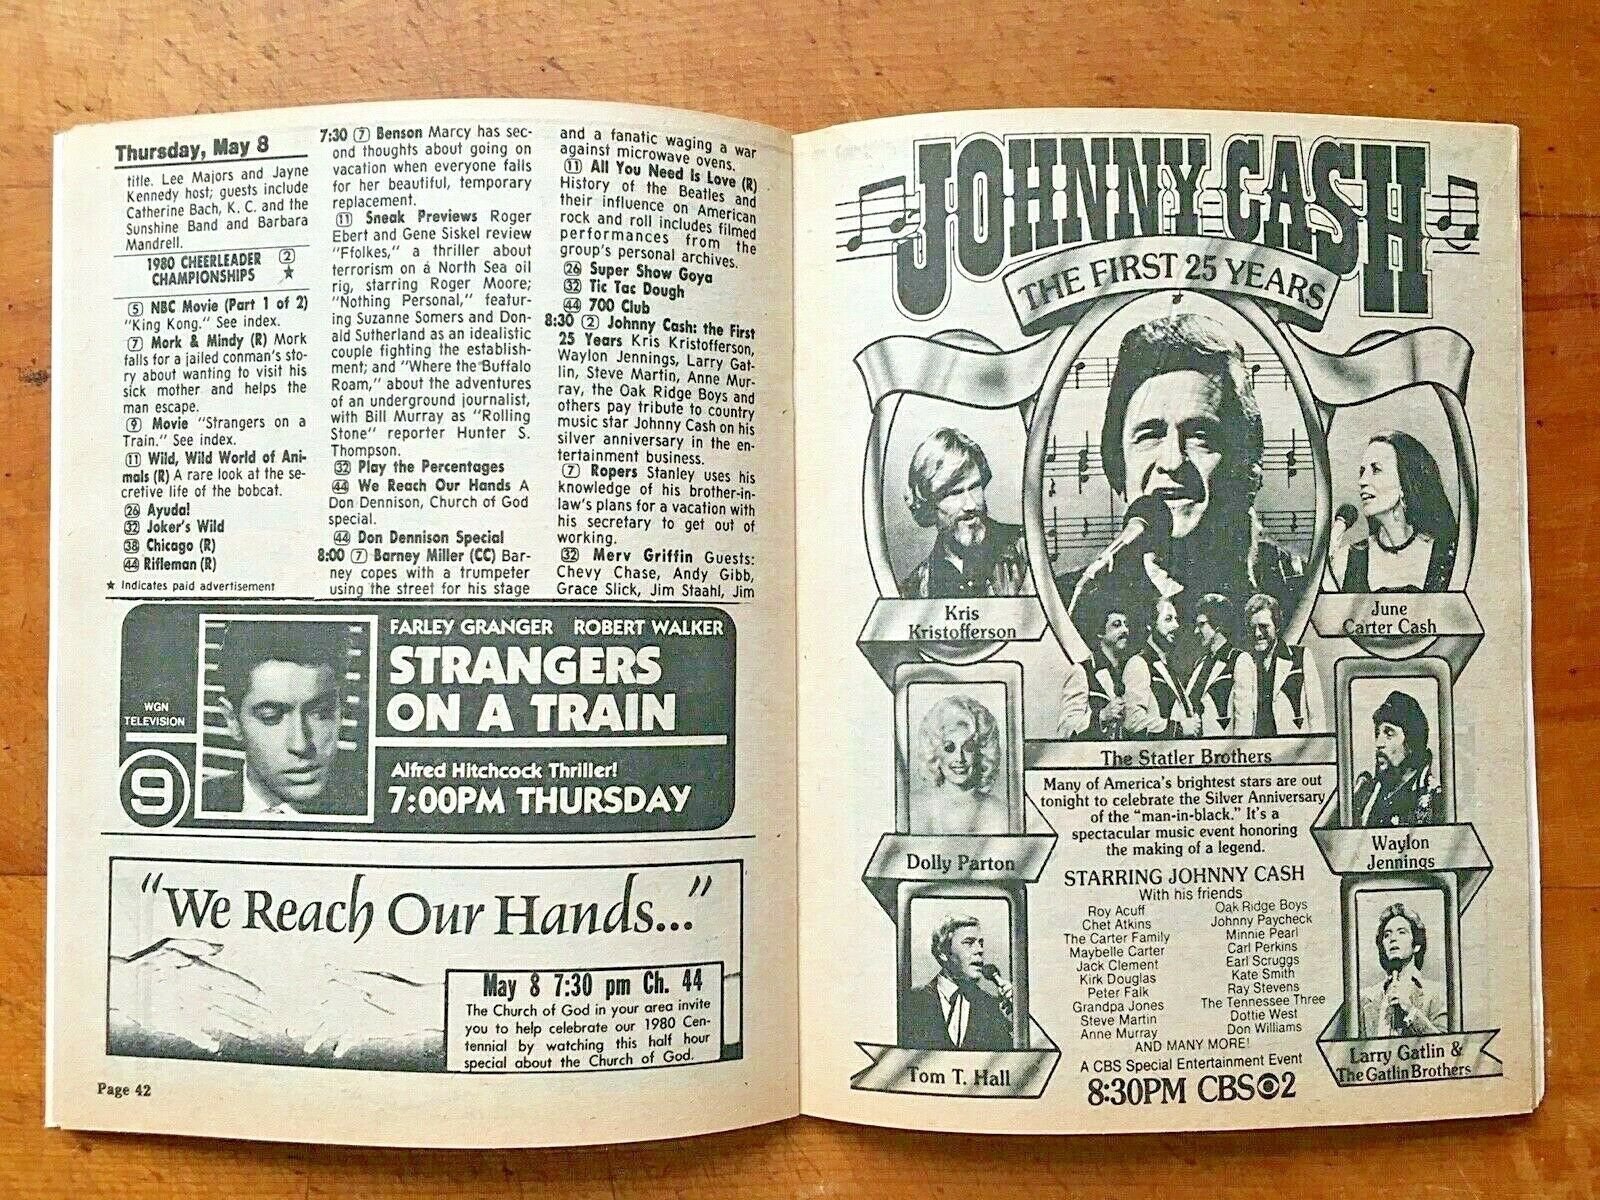 Thursday, May 8
title. Lee Majors and Jayne
Kennedy host; guests include
Catherine Bach, K. C. and the
Sunshine Band and Barbara
Mandrell.
1980 CHEERLEADER ②
CHAMPIONSHIPS ★
⑤ NBC Movie (Part 1 of 2)
"King Kong." See index.
⑦ Mork & Mindy (R) Mork
falls for a jailed conman's sto-
ry about wanting to visit his
sick mother and helps the
man escape.
⑨ Movie "Strangers on a
Train." See index.
⑪ Wild, Wild World of Ani-
mals (R) A rare look at the se-
cretive life of the bobcat.
㉖ Ayuda!
㉜ Joker's Wild
㊳ Chicago (R)
㊹ Rifleman (R)
★ Indicates paid advertisement
7:30 ⑦ Benson Marcy has sec-
ond thoughts about going on
vacation when everyone falls
for her beautiful, temporary
replacement.
⑪ Sneak Previews Roger
Ebert and Gene Siskel review
"Ffolkes," a thriller about
terrorism on a North Sea oil
rig, starring Roger Moore;
"Nothing Personal," featur-
ing Suzanne Somers and Don-
ald Sutherland as an idealistic
couple fighting the establish-
ment; and "Where the Buffalo
Roam," about the adventures
of an underground journalist,
with Bill Murray as "Rolling
Stone" reporter Hunter S.
Thompson.
㉜ Play the Percentages
㊹ We Reach Our Hands A
Don Dennison, Church of God
special.
㊹ Don Dennison Special
8:00 ⑦ Barney Miller (CC) Bar-
ney copes with a trumpeter
using the street for his stage
and a fanatic waging a war
against microwave ovens.
⑪ All You Need Is Love (R)
History of the Beatles and
their influence on American
rock and roll includes filmed
performances from the
group's personal archives.
㉖ Super Show Goya
㉜ Tic Tac Dough
㊹ 700 Club
8:30 ② Johnny Cash: the First
25 Years Kris Kristofferson,
Waylon Jennings, Larry Gat-
lin, Steve Martin, Anne Mur-
ray, the Oak Ridge Boys and
others pay tribute to country
music star Johnny Cash on his
silver anniversary in the en-
tertainment business.
⑦ Ropers Stanley uses his
knowledge of his brother-in-
law's plans for a vacation with
his secretary to get out of
working.
㉜ Merv Griffin Guests:
Chevy Chase, Andy Gibb,
Grace Slick, Jim Staahl, Jim
WGN
TELEVISION
9
FARLEY GRANGER ROBERT WALKER
STRANGERS
ON A TRAIN
Alfred Hitchcock Thriller!
7:00PM THURSDAY
"We Reach Our Hands..."
May 8 7:30 pm Ch. 44
The Church of God in your area invite
you to help celebrate our 1980 Cen-
tennial by watching this half hour
special about the Church of God.
Page 42
JOHNNY CASH
THE FIRST 25 YEARS
Kris
Kristofferson
June
Carter Cash
The Statler Brothers
Dolly Parton
Waylon
Jennings
Tom T. Hall
Larry Gatlin &
The Gatlin Brothers
Many of America's brightest stars are out
tonight to celebrate the Silver Anniversary
of the "man-in-black." It's a
spectacular music event honoring
the making of a legend.
STARRING JOHNNY CASH
With his friends
Roy Acuff
Chet Atkins
The Carter Family
Maybelle Carter
Jack Clement
Kirk Douglas
Peter Falk
Grandpa Jones
Steve Martin
Anne Murray
Oak Ridge Boys
Johnny Paycheck
Minnie Pearl
Carl Perkins
Earl Scruggs
Kate Smith
Ray Stevens
The Tennessee Three
Dottie West
Don Williams
AND MANY MORE!
A CBS Special Entertainment Event
8:30PM CBS 2